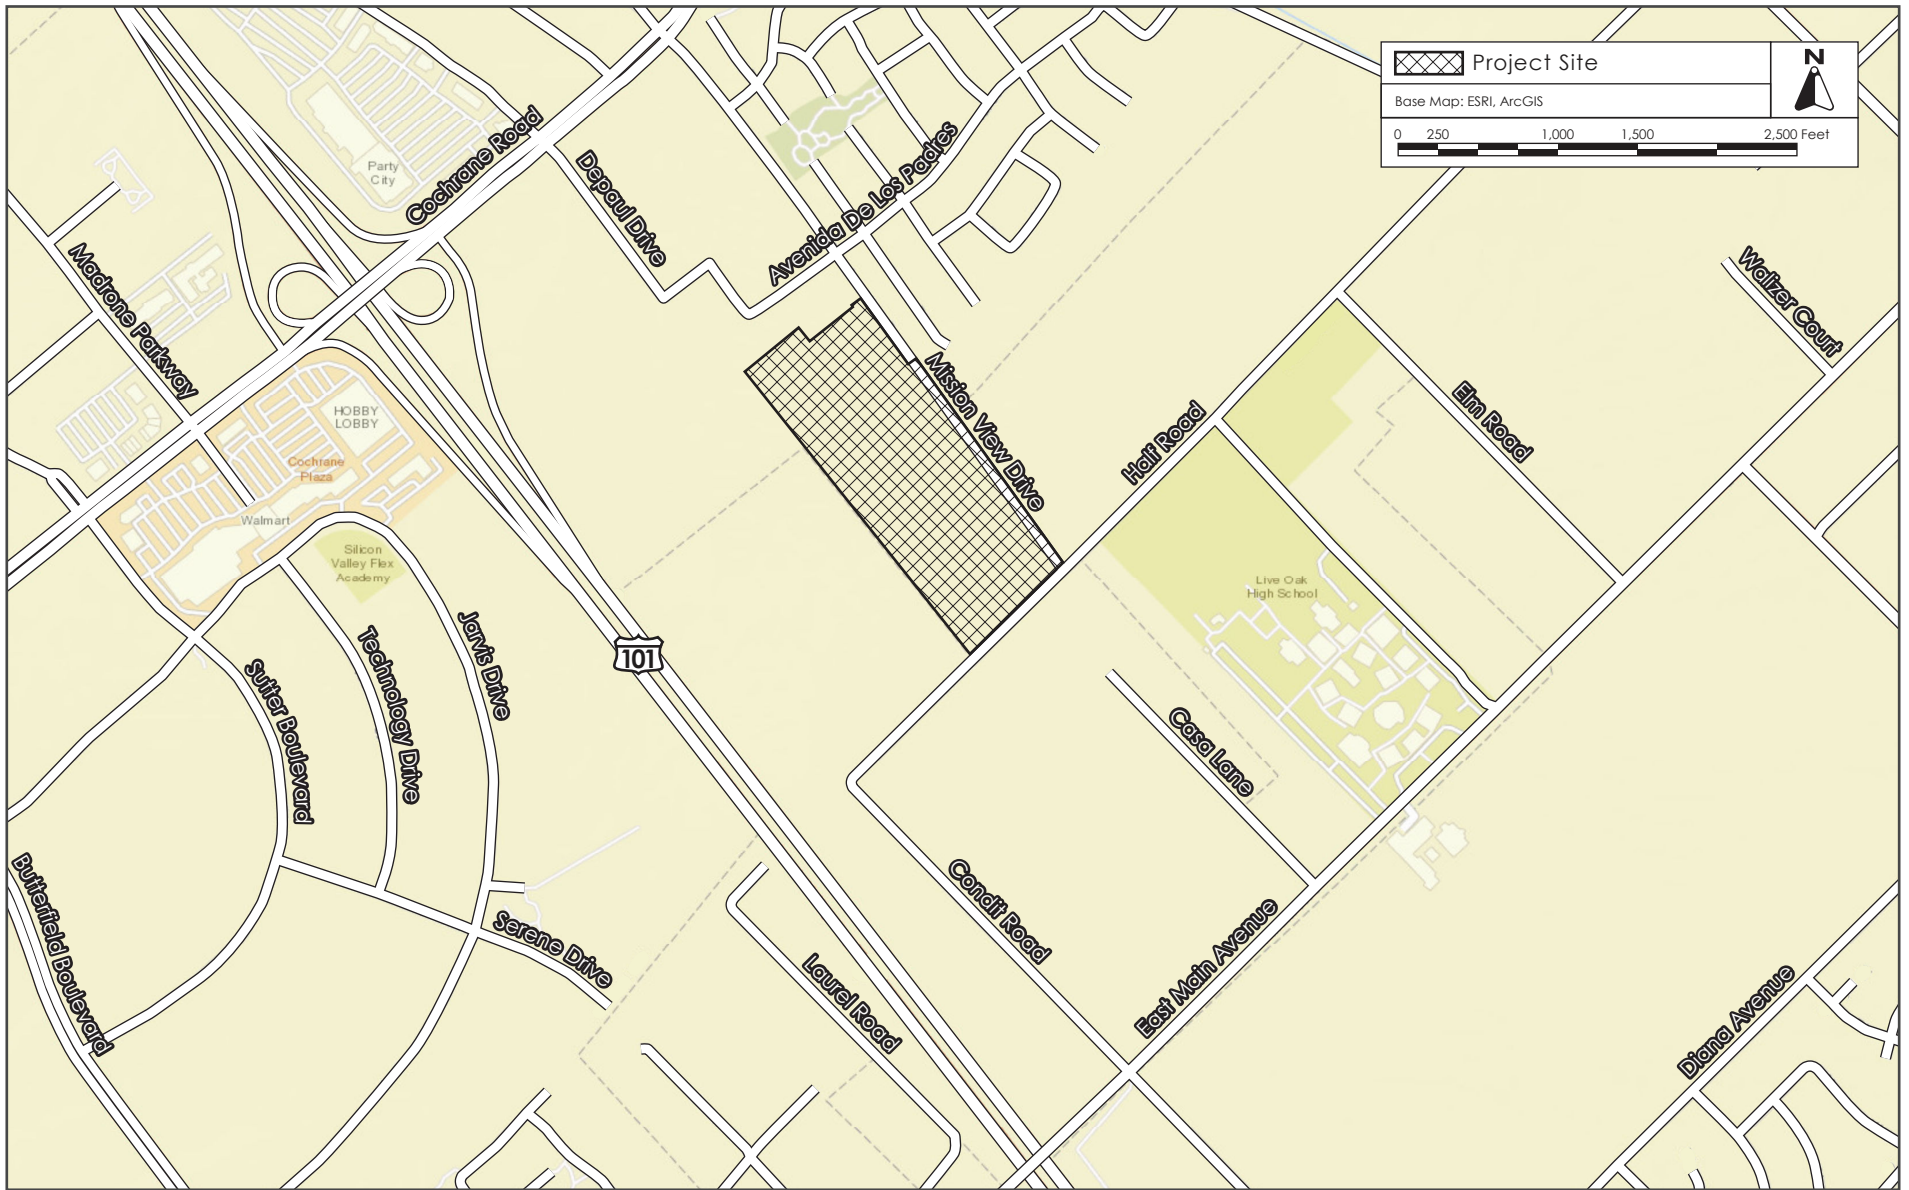 Project Site
N
Base Map: ESRI, ArcGIS
0 250 1,000 1,500 2,500 Feet
Cochrane Road
Party
City
Depaul Drive
Avenida De Los Padres
Madrone Parkway
Walizer Court
HOBBY
LOBBY
Cochrane
Plaza
Walmart
Mission View Drive
Half Road
Elm Road
Silicon
Valley Flex
Academy
Live Oak
High School
Jarvis Drive
Technology Drive
Sutter Boulevard
101
Casa Lane
Butterfield Boulevard
Serene Drive
Condit Road
Laurel Road
East Main Avenue
Diana Avenue